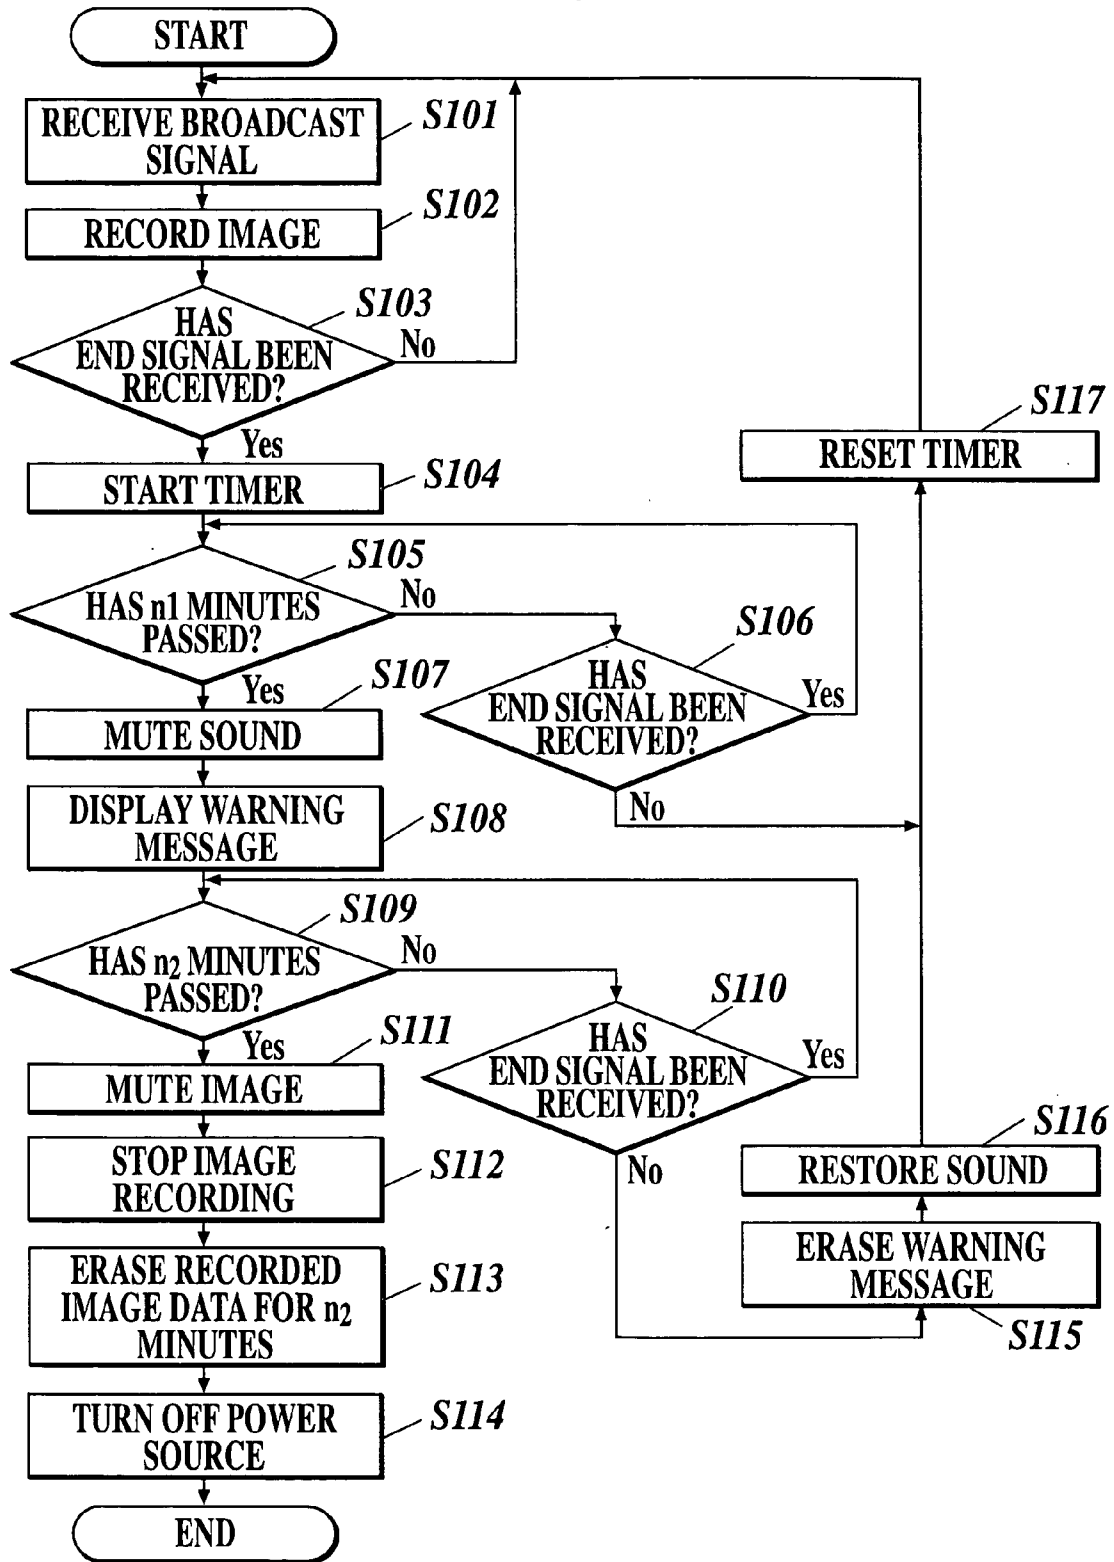 START
RECEIVE BROADCAST
SIGNAL
S101
RECORD IMAGE
S102
HAS
END SIGNAL BEEN
RECEIVED?
S103
No
Yes
START TIMER
S104
HAS n1 MINUTES
PASSED?
S105
No
Yes
HAS
END SIGNAL BEEN
RECEIVED?
S106
Yes
No
MUTE SOUND
S107
DISPLAY WARNING
MESSAGE
S108
HAS n2 MINUTES
PASSED?
S109
No
Yes
HAS
END SIGNAL BEEN
RECEIVED?
S110
Yes
No
MUTE IMAGE
S111
STOP IMAGE
RECORDING
S112
ERASE RECORDED
IMAGE DATA FOR n2
MINUTES
S113
TURN OFF POWER
SOURCE
S114
END
ERASE WARNING
MESSAGE
S115
RESTORE SOUND
S116
RESET TIMER
S117